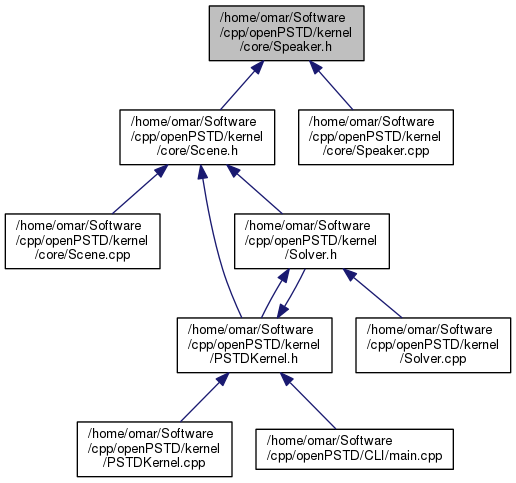 /home/omar/Software
/cpp/openPSTD/kernel
/core/Speaker.h
/home/omar/Software
/cpp/openPSTD/kernel
/core/Scene.h
/home/omar/Software
/cpp/openPSTD/kernel
/core/Speaker.cpp
/home/omar/Software
/cpp/openPSTD/kernel
/core/Scene.cpp
/home/omar/Software
/cpp/openPSTD/kernel
/Solver.h
/home/omar/Software
/cpp/openPSTD/kernel
/PSTDKernel.h
/home/omar/Software
/cpp/openPSTD/kernel
/Solver.cpp
/home/omar/Software
/cpp/openPSTD/kernel
/PSTDKernel.cpp
/home/omar/Software
/cpp/openPSTD/CLI/main.cpp